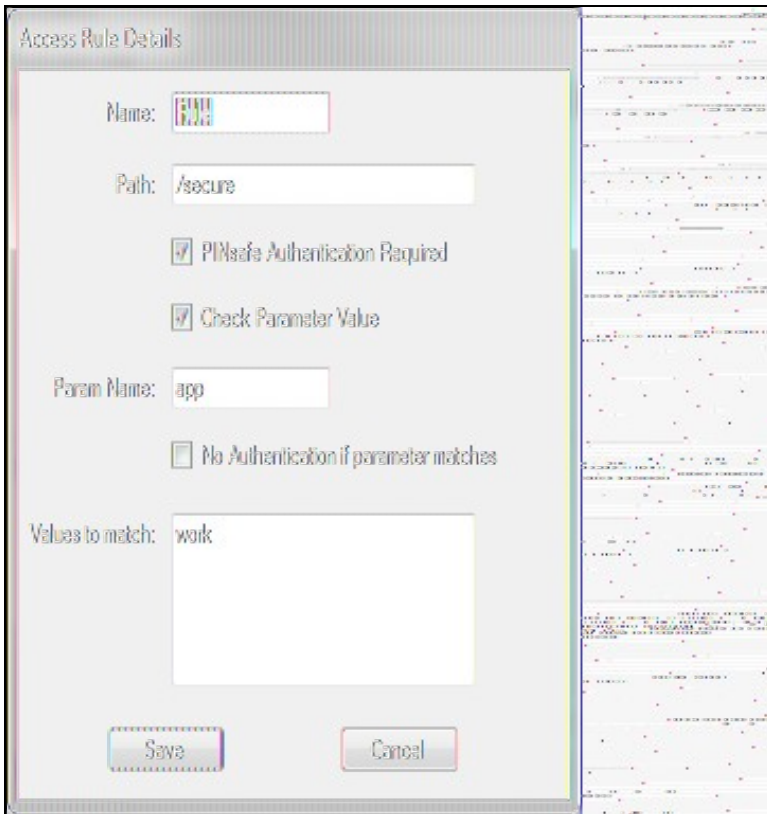 Access Rule Details
Name:
Path: /secure
PINsafe Authentication Required
Check Parameter Value
Param Name: app
No Authentication if parameter matches
Values to match: work
Save Cancel